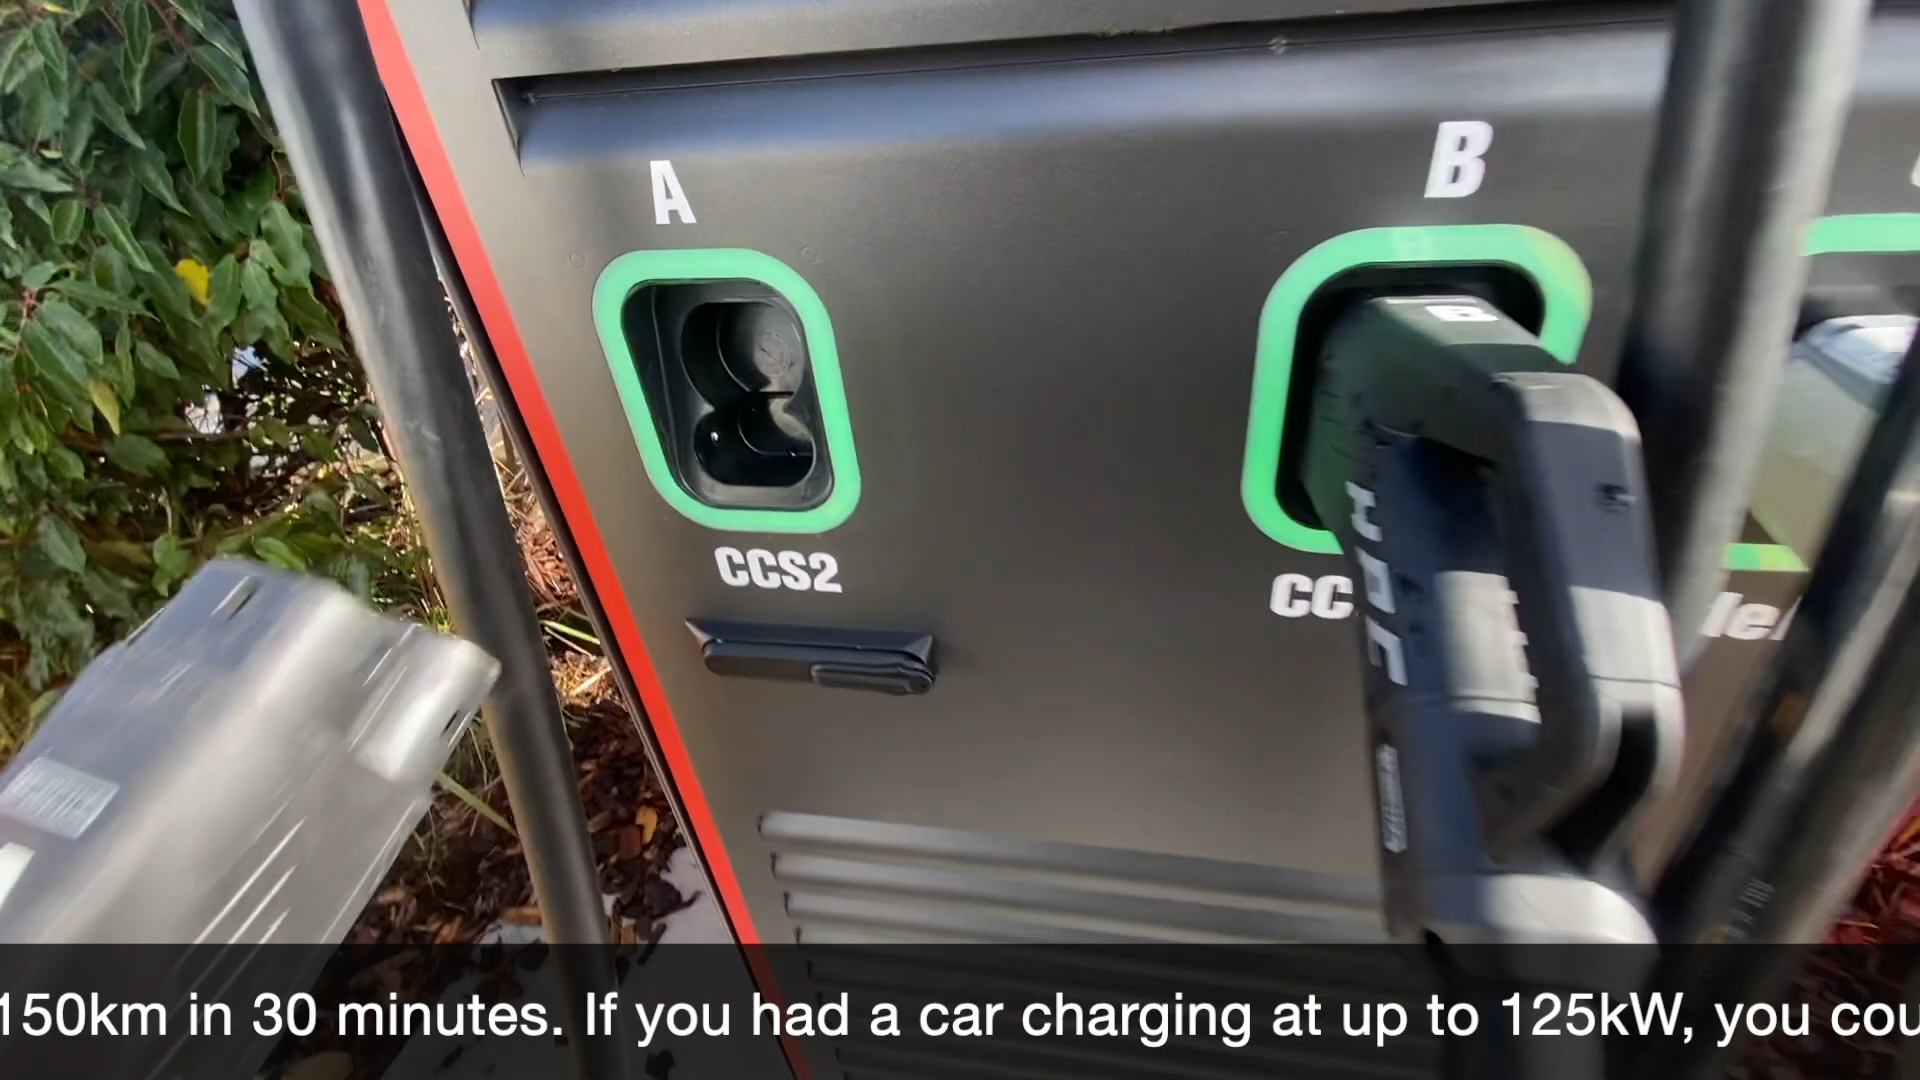 A
B
CCS2
CC
B
150km in 30 minutes. If you had a car charging at up to 125kW, you cou